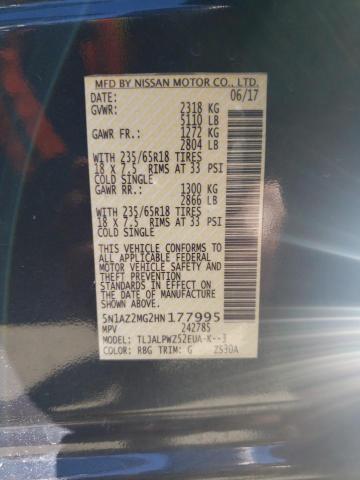 MFD BY NISSAN MOTOR CO., LTD.
DATE: 06/17
GVWR: 2318 KG
5110 LB
GAWR FR: 1272 KG
2804 LB
WITH 235/65R18 TIRES
18 X 7.5 RIMS AT 33 PSI
COLD SINGLE
GAWR RR: 1300 KG
2866 LB
WITH 235/65R18 TIRES
18 X 7.5 RIMS AT 33 PSI
COLD SINGLE
THIS VEHICLE CONFORMS TO
ALL APPLICABLE FEDERAL
MOTOR VEHICLE SAFETY
AND THEFT PREVENTION
STANDARDS IN EFFECT ON
THE DATE OF MANUFACTURE
SHOWN ABOVE.
5N1AZ2MG2HN177995
MPV 242785
MODEL: TLJALPWZ52EUA-K--3
COLOR: RBG TRIM: G ZS30A